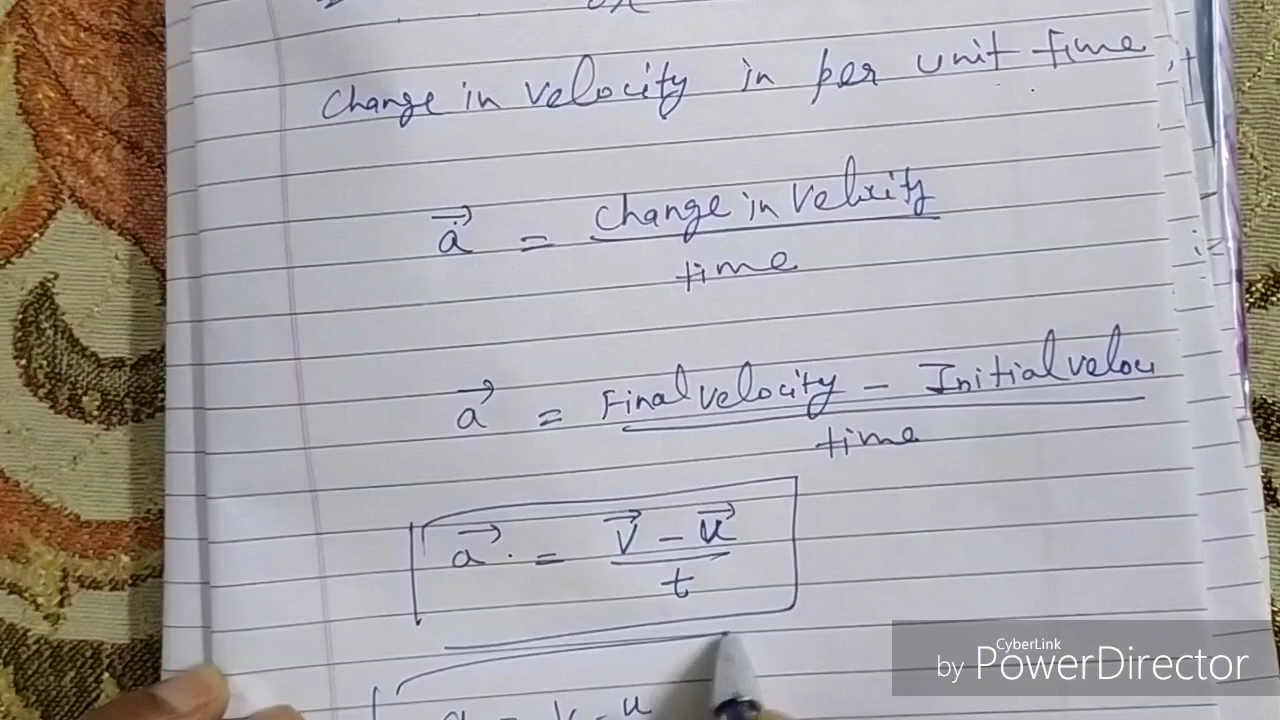 Change in velocity in per unit time
a⃗ = Change in Velocity / time
a⃗ = Final velocity − Initial velou / time
a⃗ = v⃗ − u⃗ / t
a = v − u
CyberLink
by PowerDirector